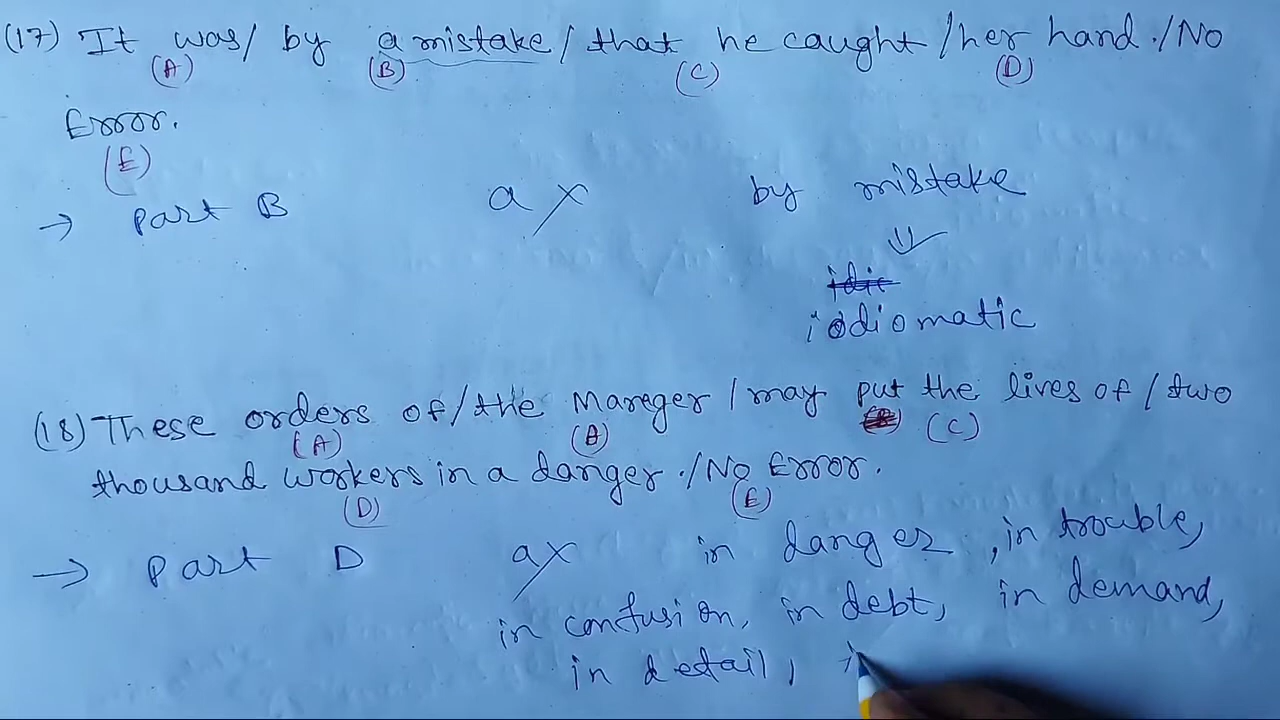 (17) It was/ by a mistake / that he caught /her hand./No
(A) (B) (C) (D)
Error.
(E)
→ Part B a × by mistake
idiomatic
(18) These orders of/the Manager /may put the lives of / two
(A) (B) (C)
thousand workers in a danger./No Error.
(D) (E)
→ Part D a× in danger, in trouble,
in confusion, in debt, in demand,
in detail,